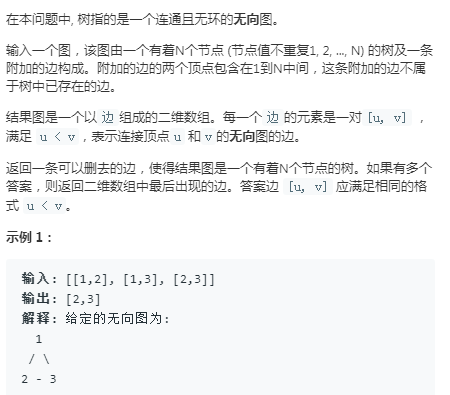 在本问题中, 树指的是一个连通且无环的无向图。
输入一个图，该图由一个有着N个节点 (节点值不重复1, 2, ..., N) 的树及一条
附加的边构成。附加的边的两个顶点包含在1到N中间，这条附加的边不属
于树中已存在的边。
结果图是一个以 边 组成的二维数组。每一个 边 的元素是一对 [u, v] ，
满足 u < v ，表示连接顶点 u 和 v 的无向图的边。
返回一条可以删去的边，使得结果图是一个有着N个节点的树。如果有多个
答案，则返回二维数组中最后出现的边。答案边 [u, v] 应满足相同的格
式 u < v。
示例 1：
输入: [[1,2], [1,3], [2,3]]
输出: [2,3]
解释: 给定的无向图为:
1
/ \
2 - 3